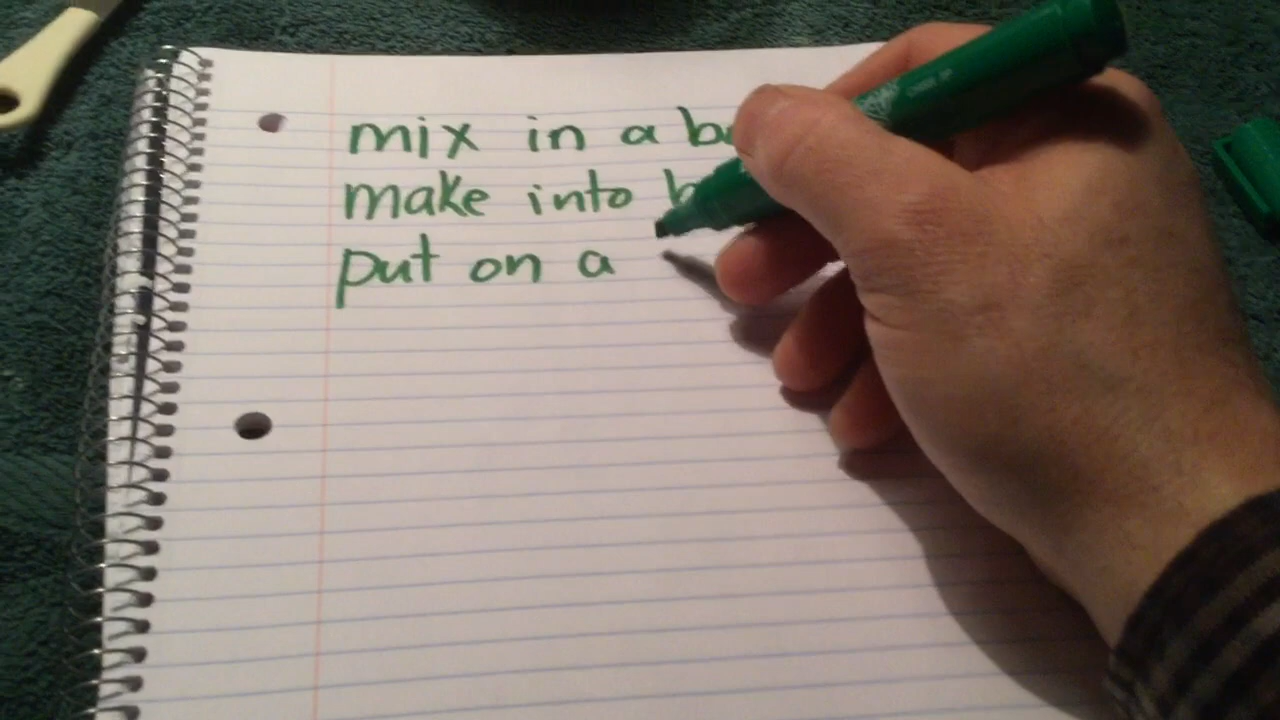 mix in a
make into
put on a